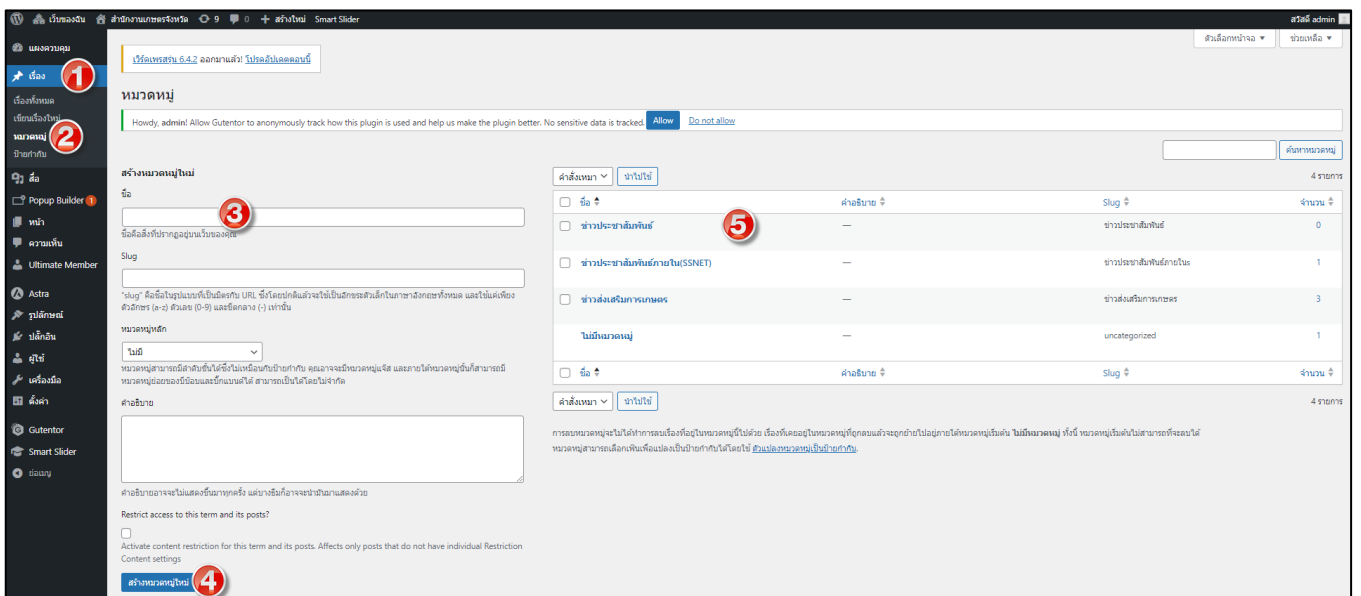 เว็บของฉัน สำนักงานเกษตรจังหวัด 9 0 + สร้างใหม่ Smart Slider สวัสดี admin
แผงควบคุม
เรื่อง
1
เรื่องทั้งหมด
เขียนเรื่องใหม่
หมวดหมู่
2
ป้ายกำกับ
สื่อ
Popup Builder 1
หน้า
ความเห็น
Ultimate Member
Astra
รูปลักษณ์
ปลั๊กอิน
ผู้ใช้
เครื่องมือ
ตั้งค่า
Gutentor
Smart Slider
ย่อเมนู
ตัวเลือกหน้าจอ ▼ ช่วยเหลือ ▼
เวิร์ดเพรสรุ่น 6.4.2 ออกมาแล้ว! โปรดอัปเดตตอนนี้
หมวดหมู่
Howdy, admin! Allow Gutentor to anonymously track how this plugin is used and help us make the plugin better. No sensitive data is tracked. Allow Do not allow
ค้นหาหมวดหมู่
สร้างหมวดหมู่ใหม่
ชื่อ
3
ชื่อคือสิ่งที่ปรากฏอยู่บนเว็บของคุณ
Slug
"slug" คือชื่อในรูปแบบที่เป็นมิตรกับ URL ซึ่งโดยปกติแล้วจะใช้เป็นอักขระตัวเล็กในภาษาอังกฤษทั้งหมด และใช้แค่เพียง
ตัวอักษร (a-z) ตัวเลข (0-9) และขีดกลาง (-) เท่านั้น
หมวดหมู่หลัก
ไม่มี
หมวดหมู่สามารถมีลำดับชั้นได้ซึ่งไม่เหมือนกับป้ายกำกับ คุณอาจจะมีหมวดหมู่แจ๊ส และภายใต้หมวดหมู่นั้นก็สามารถมี
หมวดหมู่ย่อยของบีบ๊อบและบิ๊กแบนด์ได้ สามารถเป็นได้โดยไม่จำกัด
คำอธิบาย
คำอธิบายอาจจะไม่แสดงขึ้นมาทุกครั้ง แต่บางธีมก็อาจจะนำมันมาแสดงด้วย
Restrict access to this term and its posts?
Activate content restriction for this term and its posts. Affects only posts that do not have individual Restriction
Content settings
สร้างหมวดหมู่ใหม่ 4
คำสั่งเหมา นำไปใช้ 4 รายการ
ชื่อ คำอธิบาย Slug จำนวน
ข่าวประชาสัมพันธ์ 5 — ข่าวประชาสัมพันธ์ 0
ข่าวประชาสัมพันธ์ภายใน(SSNET) — ข่าวประชาสัมพันธ์ภายในs 1
ข่าวส่งเสริมการเกษตร — ข่าวส่งเสริมการเกษตร 3
ไม่มีหมวดหมู่ — uncategorized 1
ชื่อ คำอธิบาย Slug จำนวน
คำสั่งเหมา นำไปใช้ 4 รายการ
การลบหมวดหมู่จะไม่ได้ทำการลบเรื่องที่อยู่ในหมวดหมู่นี้ไปด้วย เรื่องที่เคยอยู่ในหมวดหมู่ที่ถูกลบแล้วจะถูกย้ายไปอยู่ภายใต้หมวดหมู่เริ่มต้น ไม่มีหมวดหมู่ ทั้งนี้ หมวดหมู่เริ่มต้นไม่สามารถที่จะลบได้
หมวดหมู่สามารถเลือกเฟ้นเพื่อแปลงเป็นป้ายกำกับได้โดยใช้ ตัวแปลงหมวดหมู่เป็นป้ายกำกับ.